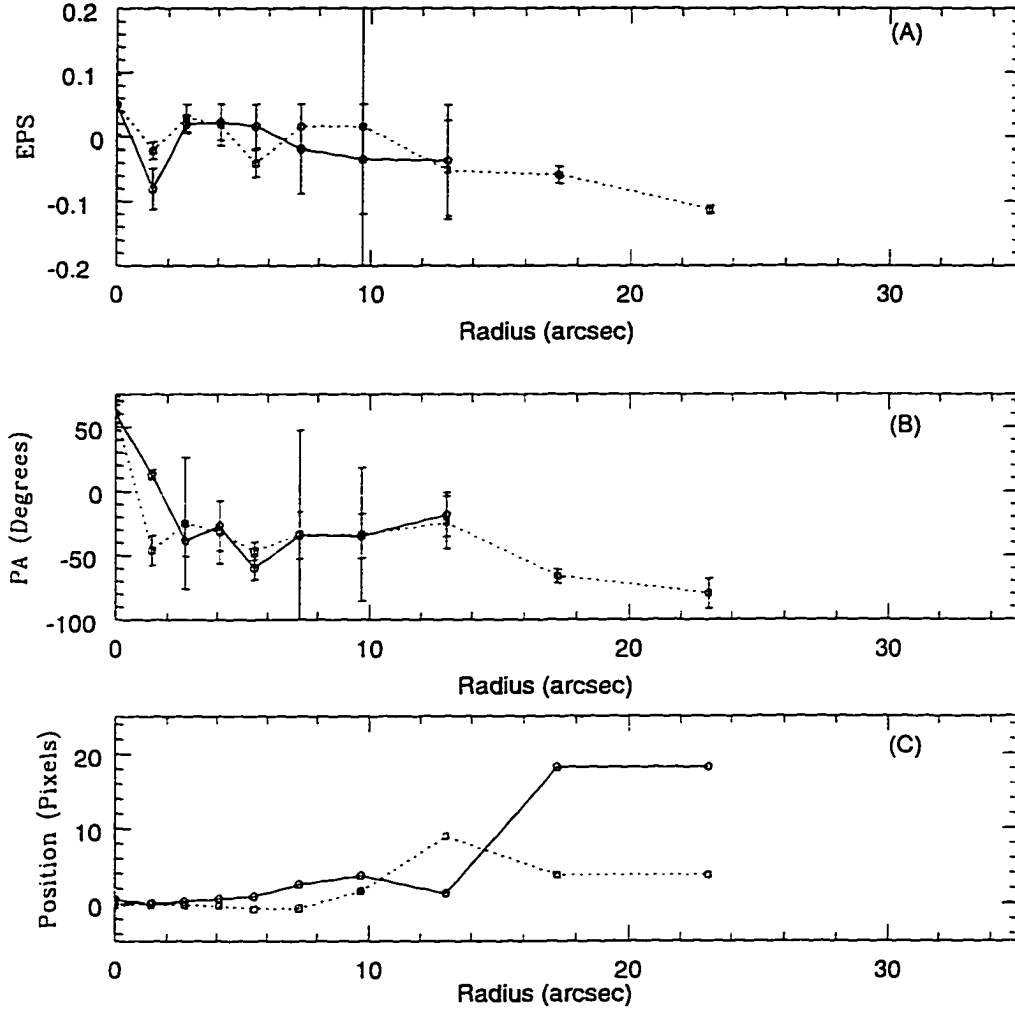 0.2
(A)
0.1
EPS
0
-0.1
-0.2
0 10 20 30
Radius (arcsec)
50
(B)
0
PA (Degrees)
-50
-100
0 10 20 30
Radius (arcsec)
20
(C)
10
Position (Pixels)
0
0 10 20 30
Radius (arcsec)